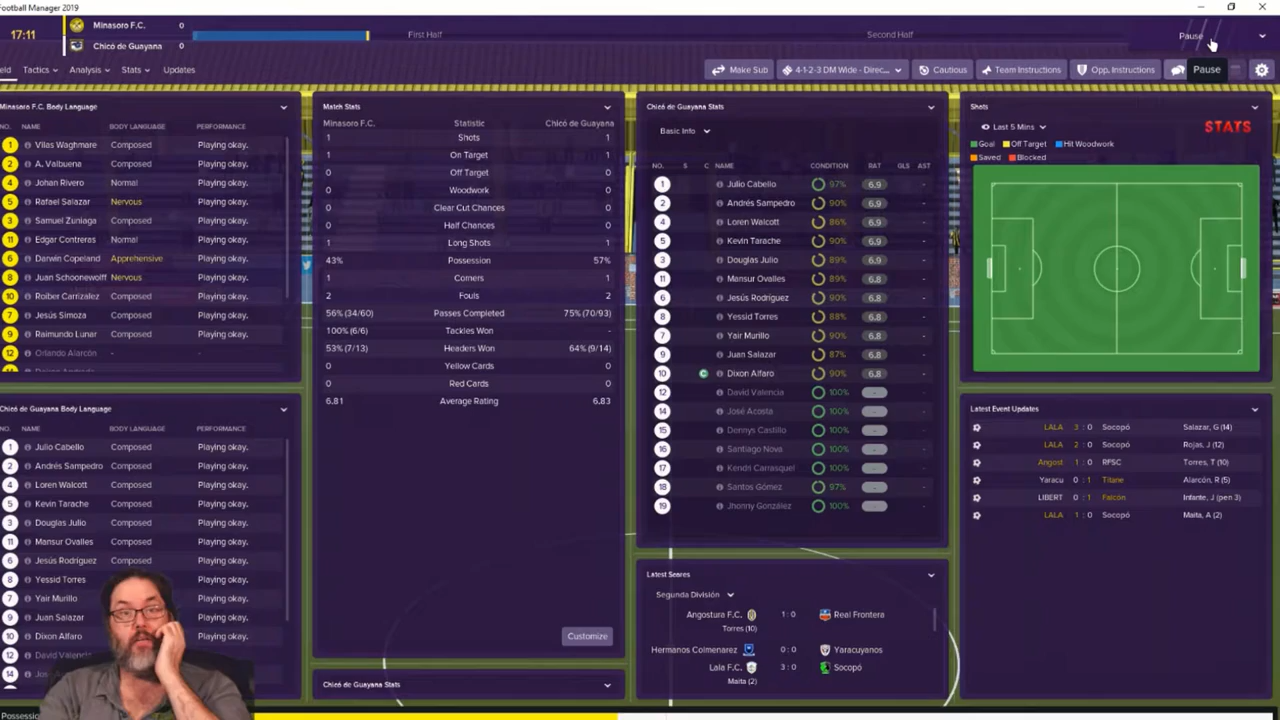 Football Manager 2019
17:11
Minasoro F.C. 0
Chicó de Guayana 0
First Half
Second Half
Pause
Tactics
Analysis
Stats
Updates
Make Sub
4-1-2-3 DM Wide - Direc...
Cautious
Team Instructions
Opp. Instructions
Pause
Minasoro F.C. Body Language
NO. NAME BODY LANGUAGE PERFORMANCE
1 Vilas Waghmare Composed Playing okay.
2 A. Valbuena Composed Playing okay.
4 Johan Rivero Normal Playing okay.
5 Rafael Salazar Nervous Playing okay.
3 Samuel Zuniaga Composed Playing okay.
11 Edgar Contreras Normal Playing okay.
6 Darwin Copeland Apprehensive Playing okay.
8 Juan Schoonewolff Nervous Playing okay.
10 Roiber Carrizalez Composed Playing okay.
7 Jesús Simoza Composed Playing okay.
9 Raimundo Lunar Composed Playing okay.
12 Orlando Alarcón - -
Chicó de Guayana Body Language
NO. NAME BODY LANGUAGE PERFORMANCE
1 Julio Cabello Composed Playing okay.
2 Andrés Sampedro Composed Playing okay.
4 Loren Walcott Composed Playing okay.
5 Kevin Tarache Composed Playing okay.
3 Douglas Julio Composed Playing okay.
11 Mansur Ovalles Composed Playing okay.
6 Jesús Rodríguez Composed Playing okay.
8 Yessid Torres Playing okay.
7 Yair Murillo Playing okay.
9 Juan Salazar Playing okay.
10 Dixon Alfaro Playing okay.
12 David
14
Match Stats
Minasoro F.C. Statistic Chicó de Guayana
1 Shots 1
1 On Target 1
0 Off Target 0
0 Woodwork 0
0 Clear Cut Chances 0
0 Half Chances 0
1 Long Shots 1
43% Possession 57%
1 Corners 1
2 Fouls 2
56% (34/60) Passes Completed 75% (70/93)
100% (6/6) Tackles Won -
53% (7/13) Headers Won 64% (9/14)
0 Yellow Cards 0
0 Red Cards 0
6.81 Average Rating 6.83
Customize
Chicó de Guayana Stats
Chicó de Guayana Stats
Basic Info
NO. S C NAME CONDITION RAT GLS AST
1 Julio Cabello 97% 6.9 - -
2 Andrés Sampedro 90% 6.9 - -
4 Loren Walcott 86% 6.9 - -
5 Kevin Tarache 90% 6.9 - -
3 Douglas Julio 89% 6.9 - -
11 Mansur Ovalles 89% 6.8 - -
6 Jesús Rodríguez 90% 6.8 - -
8 Yessid Torres 88% 6.8 - -
7 Yair Murillo 90% 6.8 - -
9 Juan Salazar 87% 6.8 - -
10 C Dixon Alfaro 90% 6.8 - -
12 David Valencia 100% - -
14 José Acosta 100% - -
15 Dennys Castillo 100% - -
16 Santiago Nova 100% - -
17 Kendri Carrasquel 100% - -
18 Santos Gómez 97% - -
19 Jhonny González 100% - -
Latest Scores
Segunda División
Angostura F.C. 1:0 Real Frontera
Torres (10)
Hermanos Colmenarez 0:0 Yaracuyanos
Lala F.C. 3:0 Socopó
Maita (2)
Shots
Last 5 Mins
STATS
Goal Off Target Hit Woodwork
Saved Blocked
Latest Event Updates
LALA 3 : 0 Socopó Salazar, G (14)
LALA 2 : 0 Socopó Rojas, J (12)
Angost 1 : 0 RFSC Torres, T (10)
Yaracu 0 : 1 Titane Alarcón, R (5)
LIBERT 0 : 1 Falcón Infante, J (pen 3)
LALA 1 : 0 Socopó Maita, A (2)